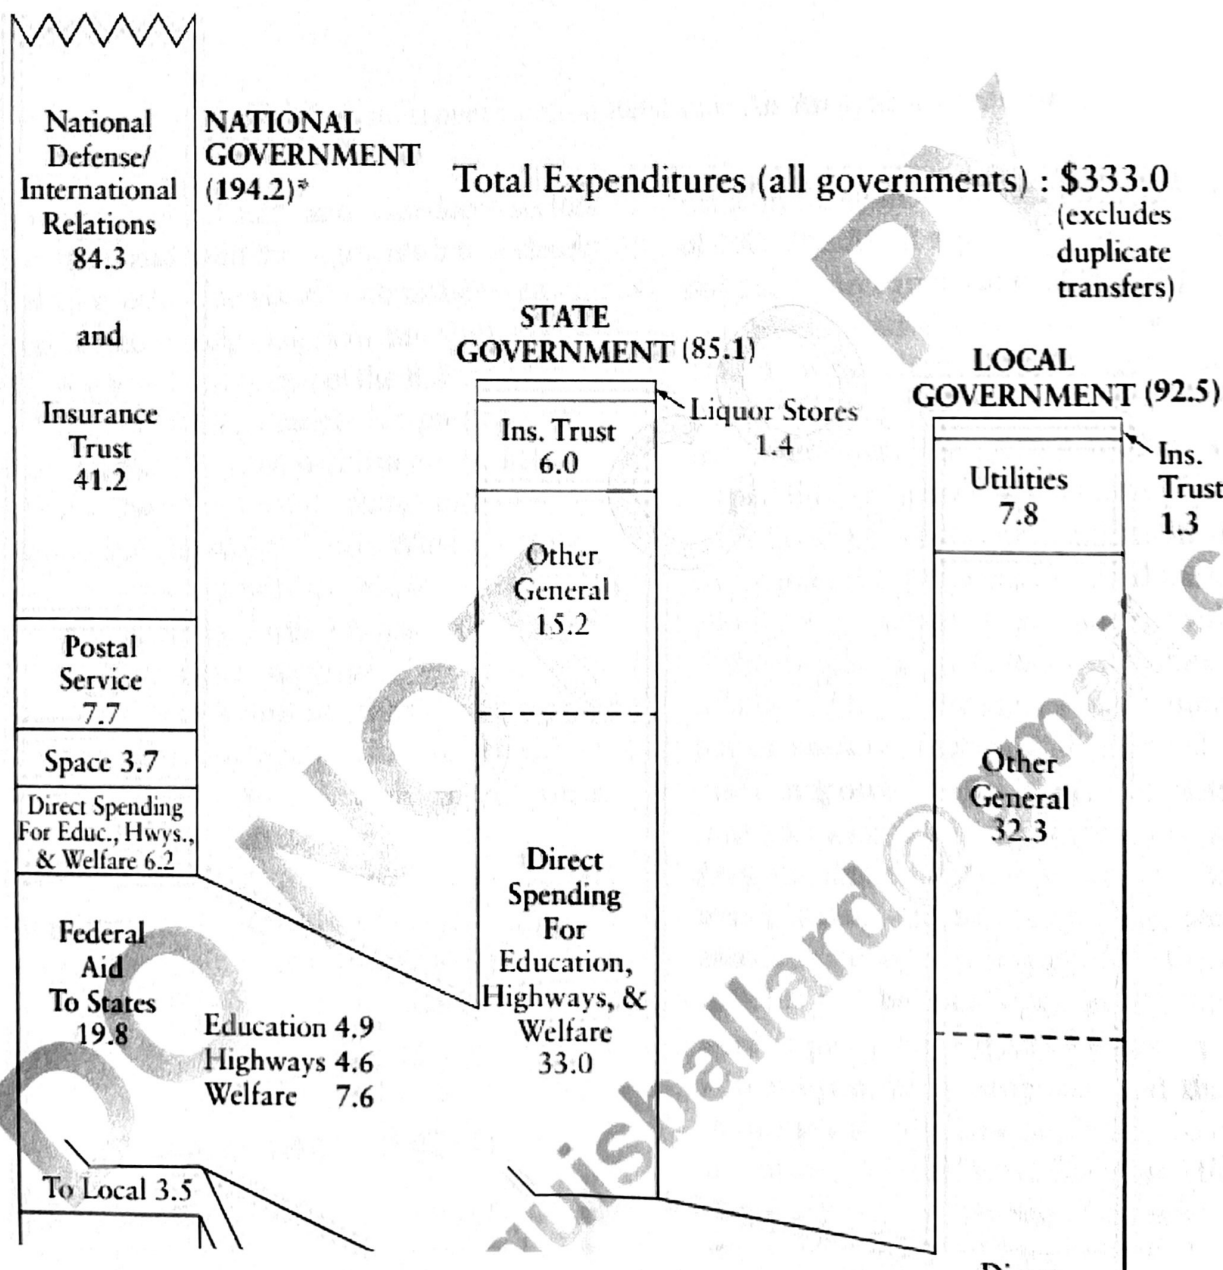 National
Defense/
International
Relations
84.3
and
Insurance
Trust
41.2
Postal
Service
7.7
Space 3.7
Direct Spending
For Educ., Hwys.,
& Welfare 6.2
Federal
Aid
To States
19.8
To Local 3.5
NATIONAL
GOVERNMENT
(194.2)*
Education 4.9
Highways 4.6
Welfare 7.6
Total Expenditures (all governments) : $333.0
(excludes
duplicate
transfers)
STATE
GOVERNMENT (85.1)
Liquor Stores
1.4
Ins. Trust
6.0
Other
General
15.2
Direct
Spending
For
Education,
Highways, &
Welfare
33.0
LOCAL
GOVERNMENT (92.5)
Ins.
Trust
1.3
Utilities
7.8
Other
General
32.3
DO NOT
quisballard@gmai